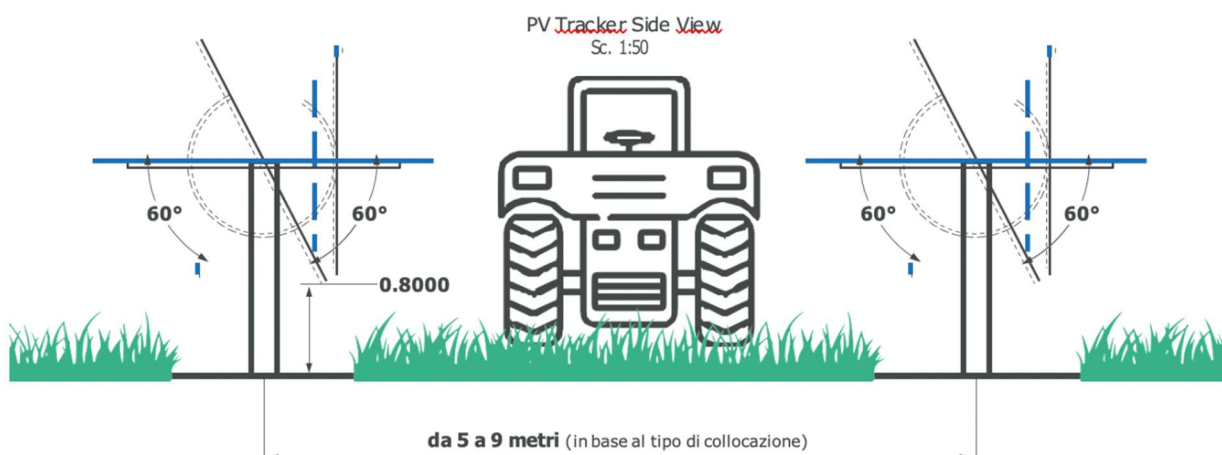 PV Tracker Side View
Sc. 1:50
60°
60°
60°
60°
0.8000
da 5 a 9 metri (in base al tipo di collocazione)